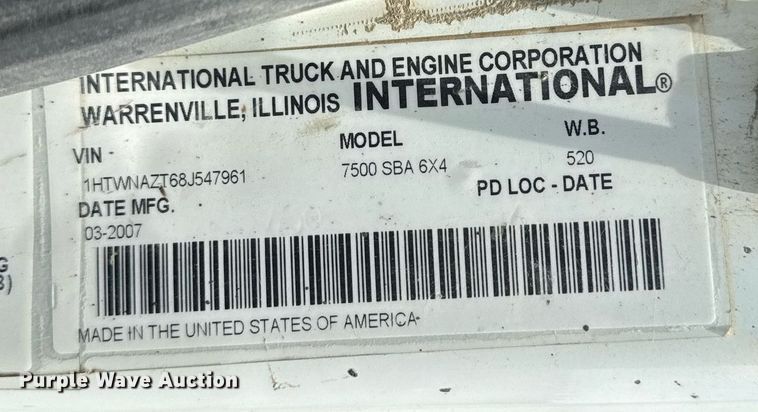 INTERNATIONAL TRUCK AND ENGINE CORPORATION
WARRENVILLE, ILLINOIS INTERNATIONAL®
VIN - MODEL W.B.
1HTWNAZT68J547961 7500 SBA 6X4 520
DATE MFG. PD LOC - DATE
03-2007
G
3)
MADE IN THE UNITED STATES OF AMERICA
Purple Wave Auction